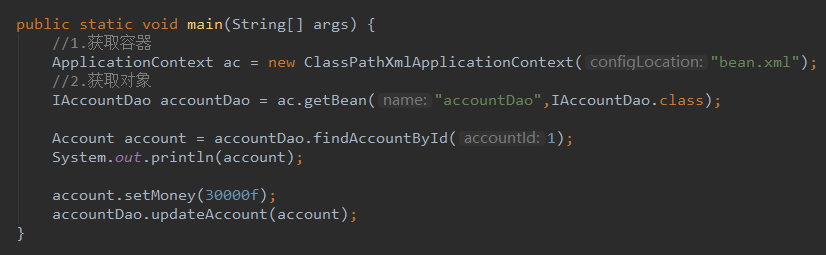 public static void main(String[] args) {
//1.获取容器
ApplicationContext ac = new ClassPathXmlApplicationContext( configLocation: "bean.xml");
//2.获取对象
IAccountDao accountDao = ac.getBean( name: "accountDao",IAccountDao.class);
Account account = accountDao.findAccountById( accountId: 1);
System.out.println(account);
account.setMoney(30000f);
accountDao.updateAccount(account);
}